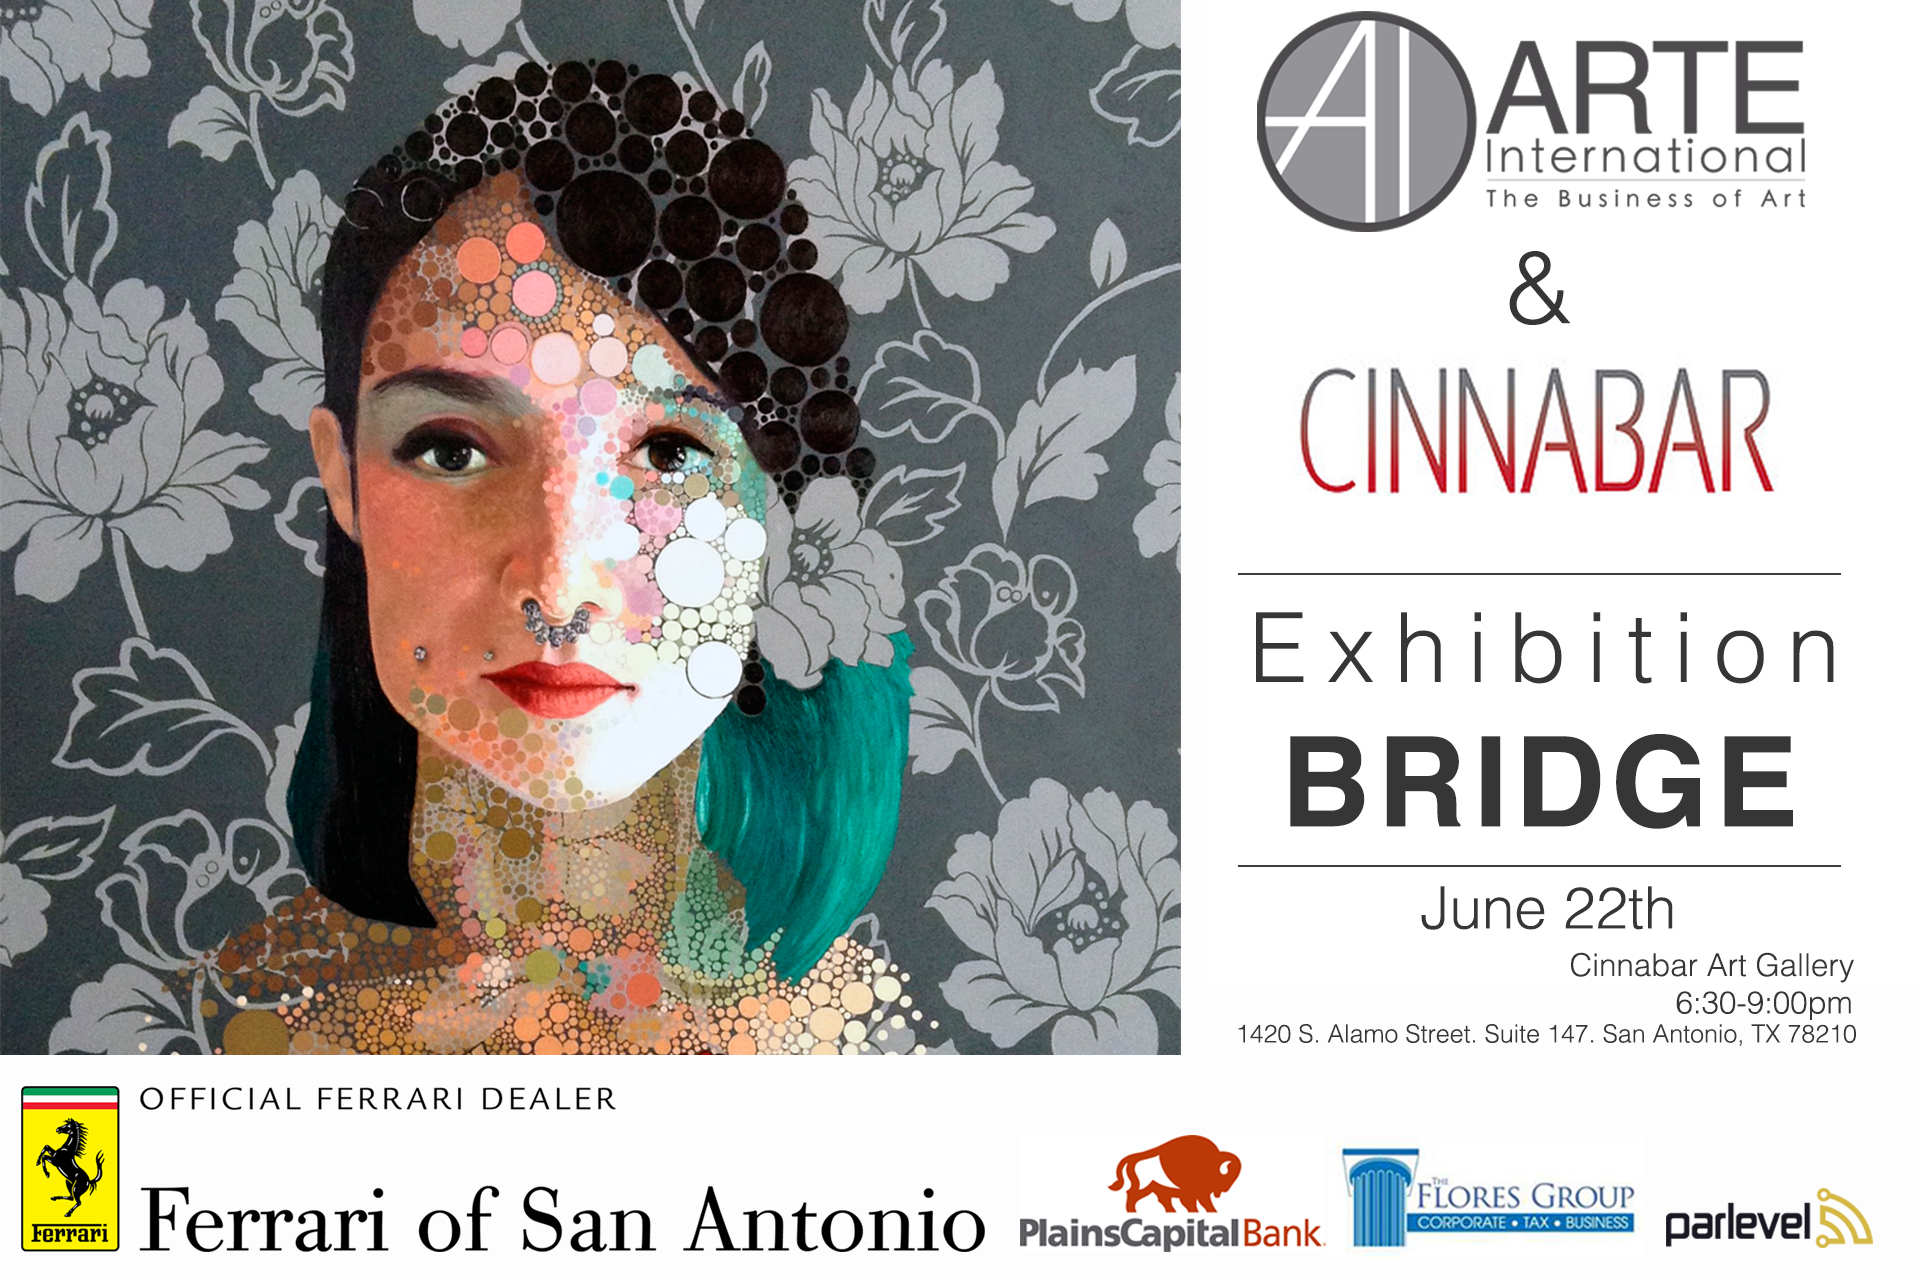 AI ARTE
International
The Business of Art
&
CINNABAR
Exhibition
BRIDGE
June 22th
Cinnabar Art Gallery
6:30-9:00pm
1420 S. Alamo Street. Suite 147. San Antonio, TX 78210
OFFICIAL FERRARI DEALER
Ferrari
Ferrari of San Antonio
PlainsCapitalBank.
THE
FLORES GROUP
CORPORATE • TAX • BUSINESS
parlevel